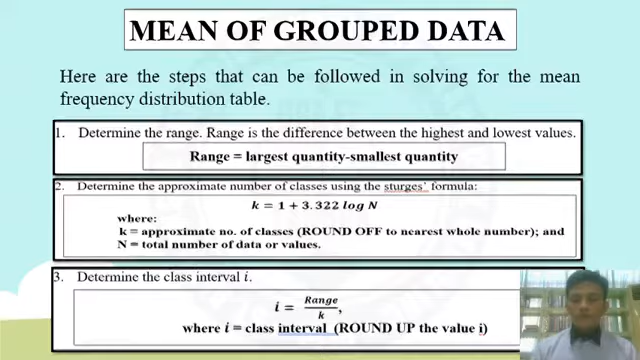 MEAN OF GROUPED DATA
Here are the steps that can be followed in solving for the mean
frequency distribution table.
1. Determine the range. Range is the difference between the highest and lowest values.
Range = largest quantity-smallest quantity
2. Determine the approximate number of classes using the sturges' formula:
k = 1 + 3.322 log N
where:
k = approximate no. of classes (ROUND OFF to nearest whole number); and
N = total number of data or values.
3. Determine the class interval i.
i = Range/k,
where i = class interval (ROUND UP the value i)